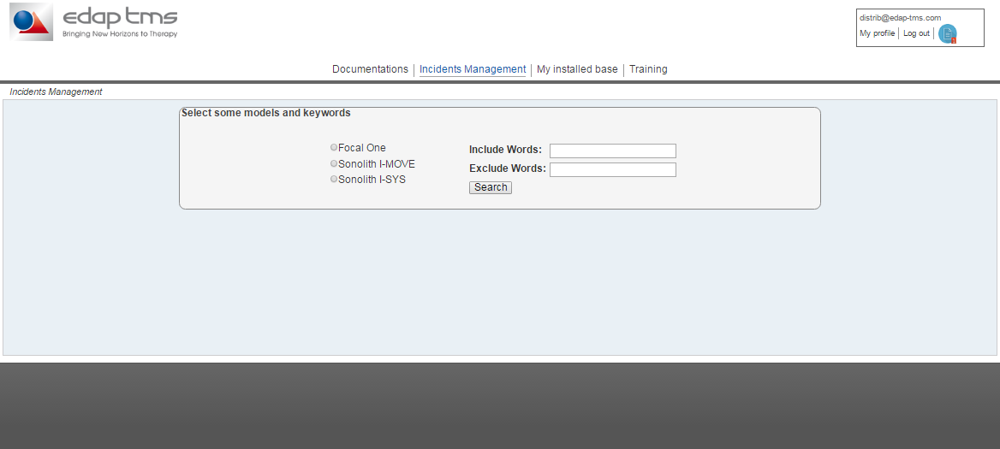 edap tms
Bringing New Horizons to Therapy
distrib@edap-tms.com
My profile Log out
Documentations Incidents Management My installed base Training
Incidents Management
Select some models and keywords
Focal One
Sonolith I-MOVE
Sonolith I-SYS
Include Words:
Exclude Words:
Search